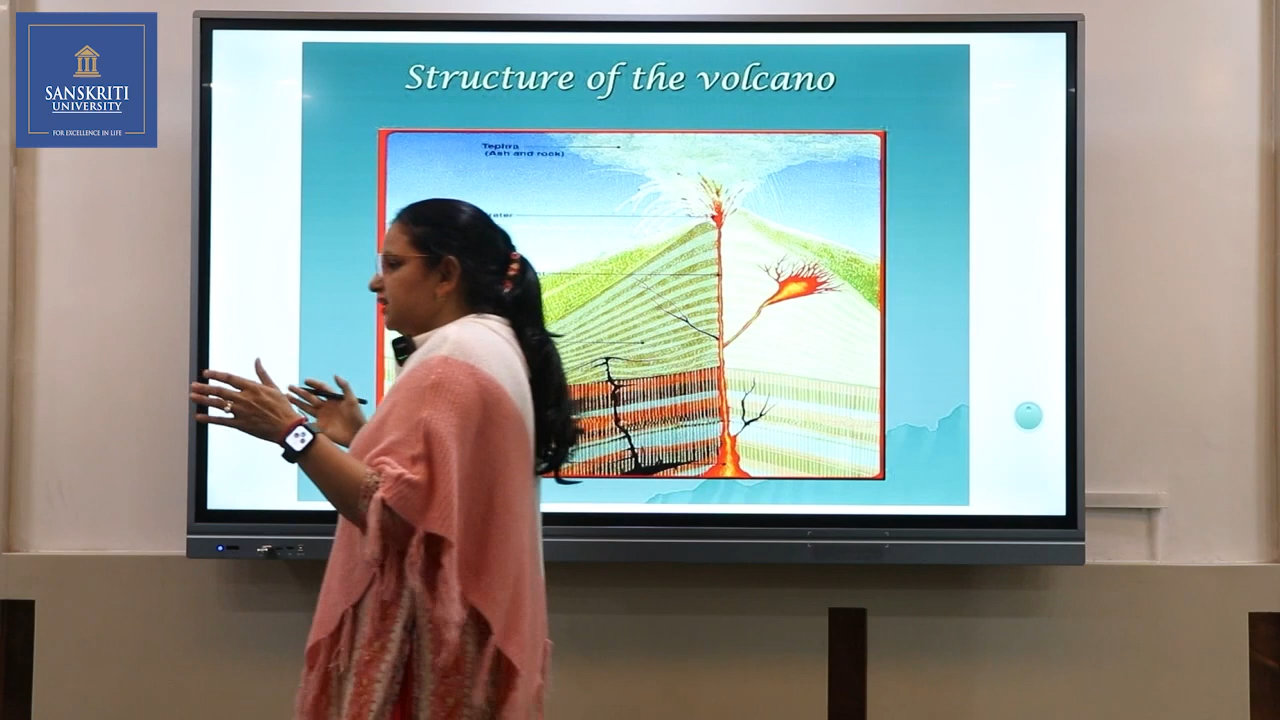 SANSKRITI
UNIVERSITY
FOR EXCELLENCE IN LIFE
Structure of the volcano
Tephra
(Ash and rock)